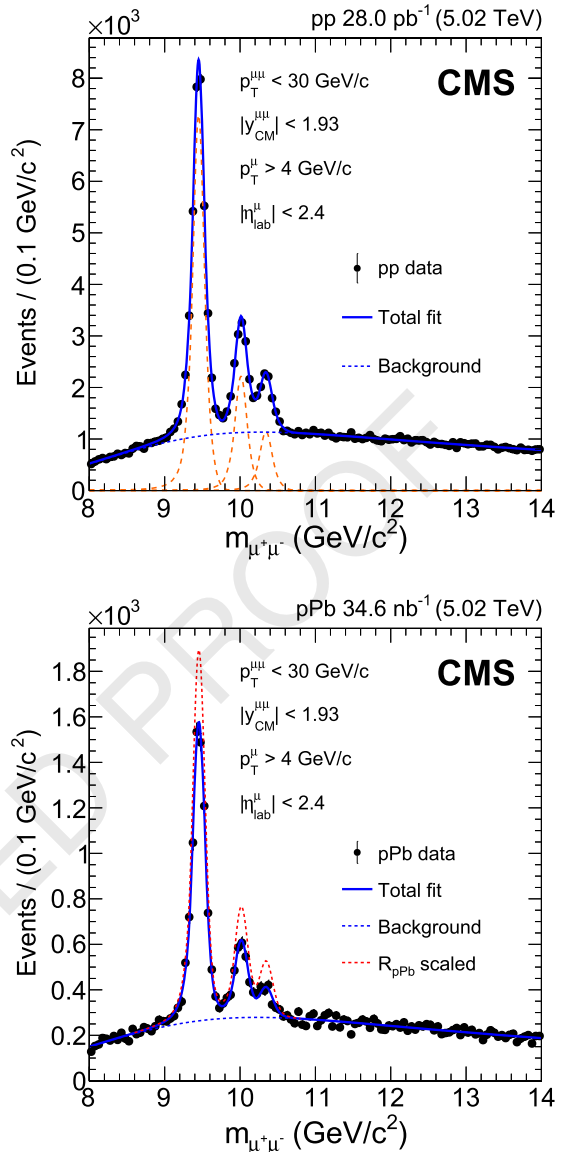 pp 28.0 pb⁻¹ (5.02 TeV)
×10³
CMS
p_T^μμ < 30 GeV/c
|y_CM^μμ| < 1.93
p_T^μ > 4 GeV/c
|η_lab^μ| < 2.4
pp data
Total fit
Background
Events / (0.1 GeV/c²)
8
7
6
5
4
3
2
1
0
8 9 10 11 12 13 14
m_μ⁺μ⁻ (GeV/c²)
pPb 34.6 nb⁻¹ (5.02 TeV)
×10³
CMS
p_T^μμ < 30 GeV/c
|y_CM^μμ| < 1.93
p_T^μ > 4 GeV/c
|η_lab^μ| < 2.4
pPb data
Total fit
Background
R_pPb scaled
Events / (0.1 GeV/c²)
1.8
1.6
1.4
1.2
1
0.8
0.6
0.4
0.2
0
8 9 10 11 12 13 14
m_μ⁺μ⁻ (GeV/c²)
ED PROOF